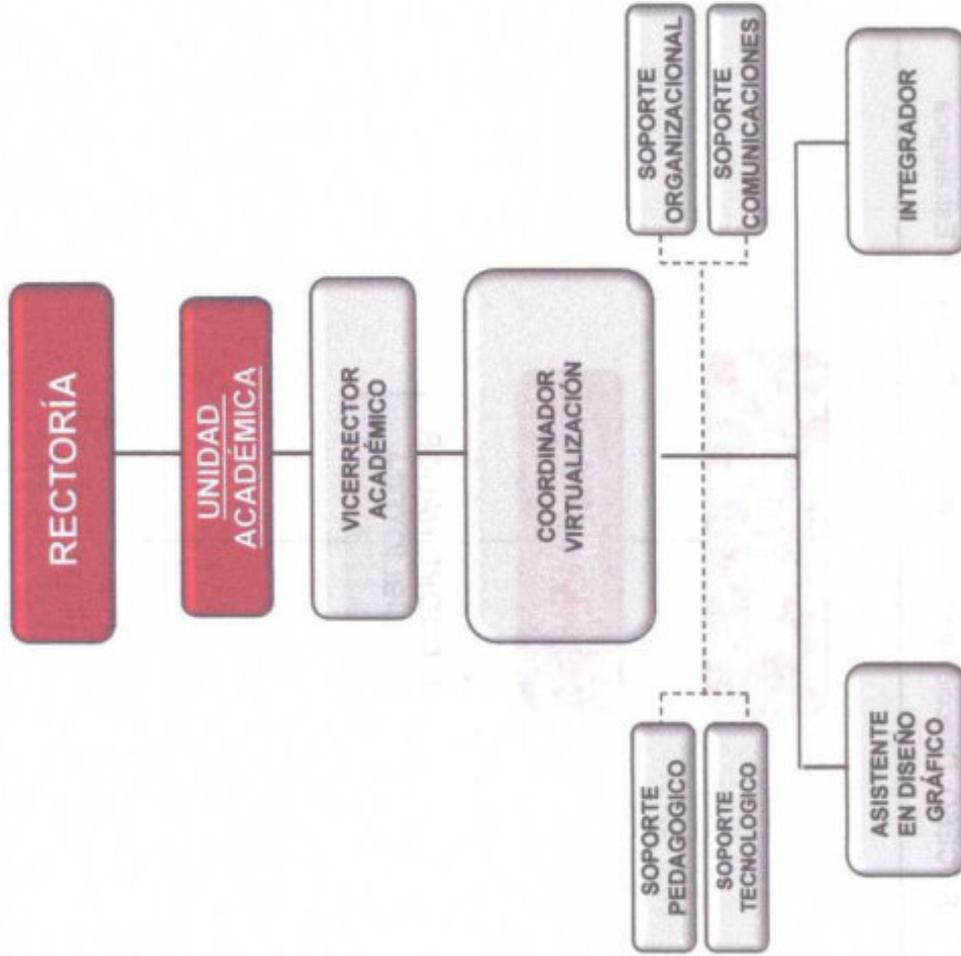 RECTORÍA
UNIDAD
ACADÉMICA
VICERRECTOR
ACADÉMICO
COORDINADOR
VIRTUALIZACIÓN
SOPORTE
PEDAGOGICO
SOPORTE
TECNOLOGICO
SOPORTE
ORGANIZACIONAL
SOPORTE
COMUNICACIONES
ASISTENTE
EN DISEÑO
GRÁFICO
INTEGRADOR